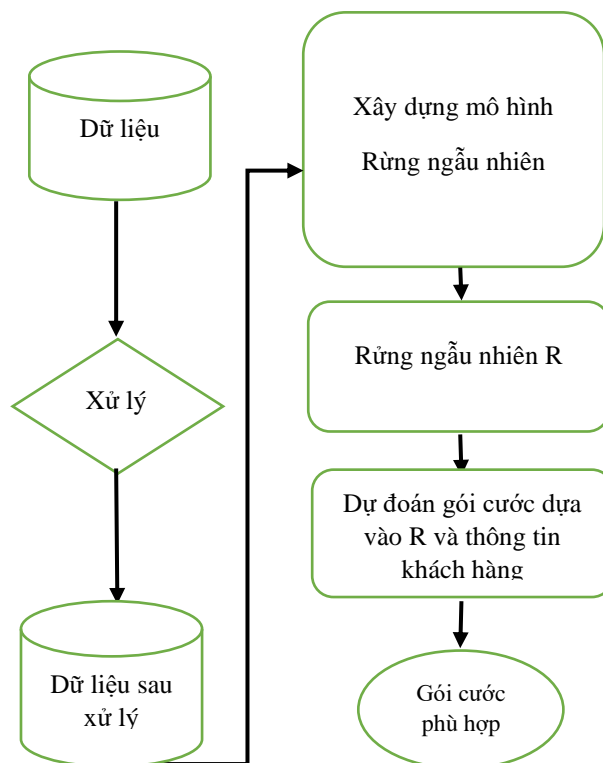 Dữ liệu
Xử lý
Dữ liệu sau
xử lý
Xây dựng mô hình
Rừng ngẫu nhiên
Rửng ngẫu nhiên R
Dự đoán gói cước dựa
vào R và thông tin
khách hàng
Gói cước
phù hợp